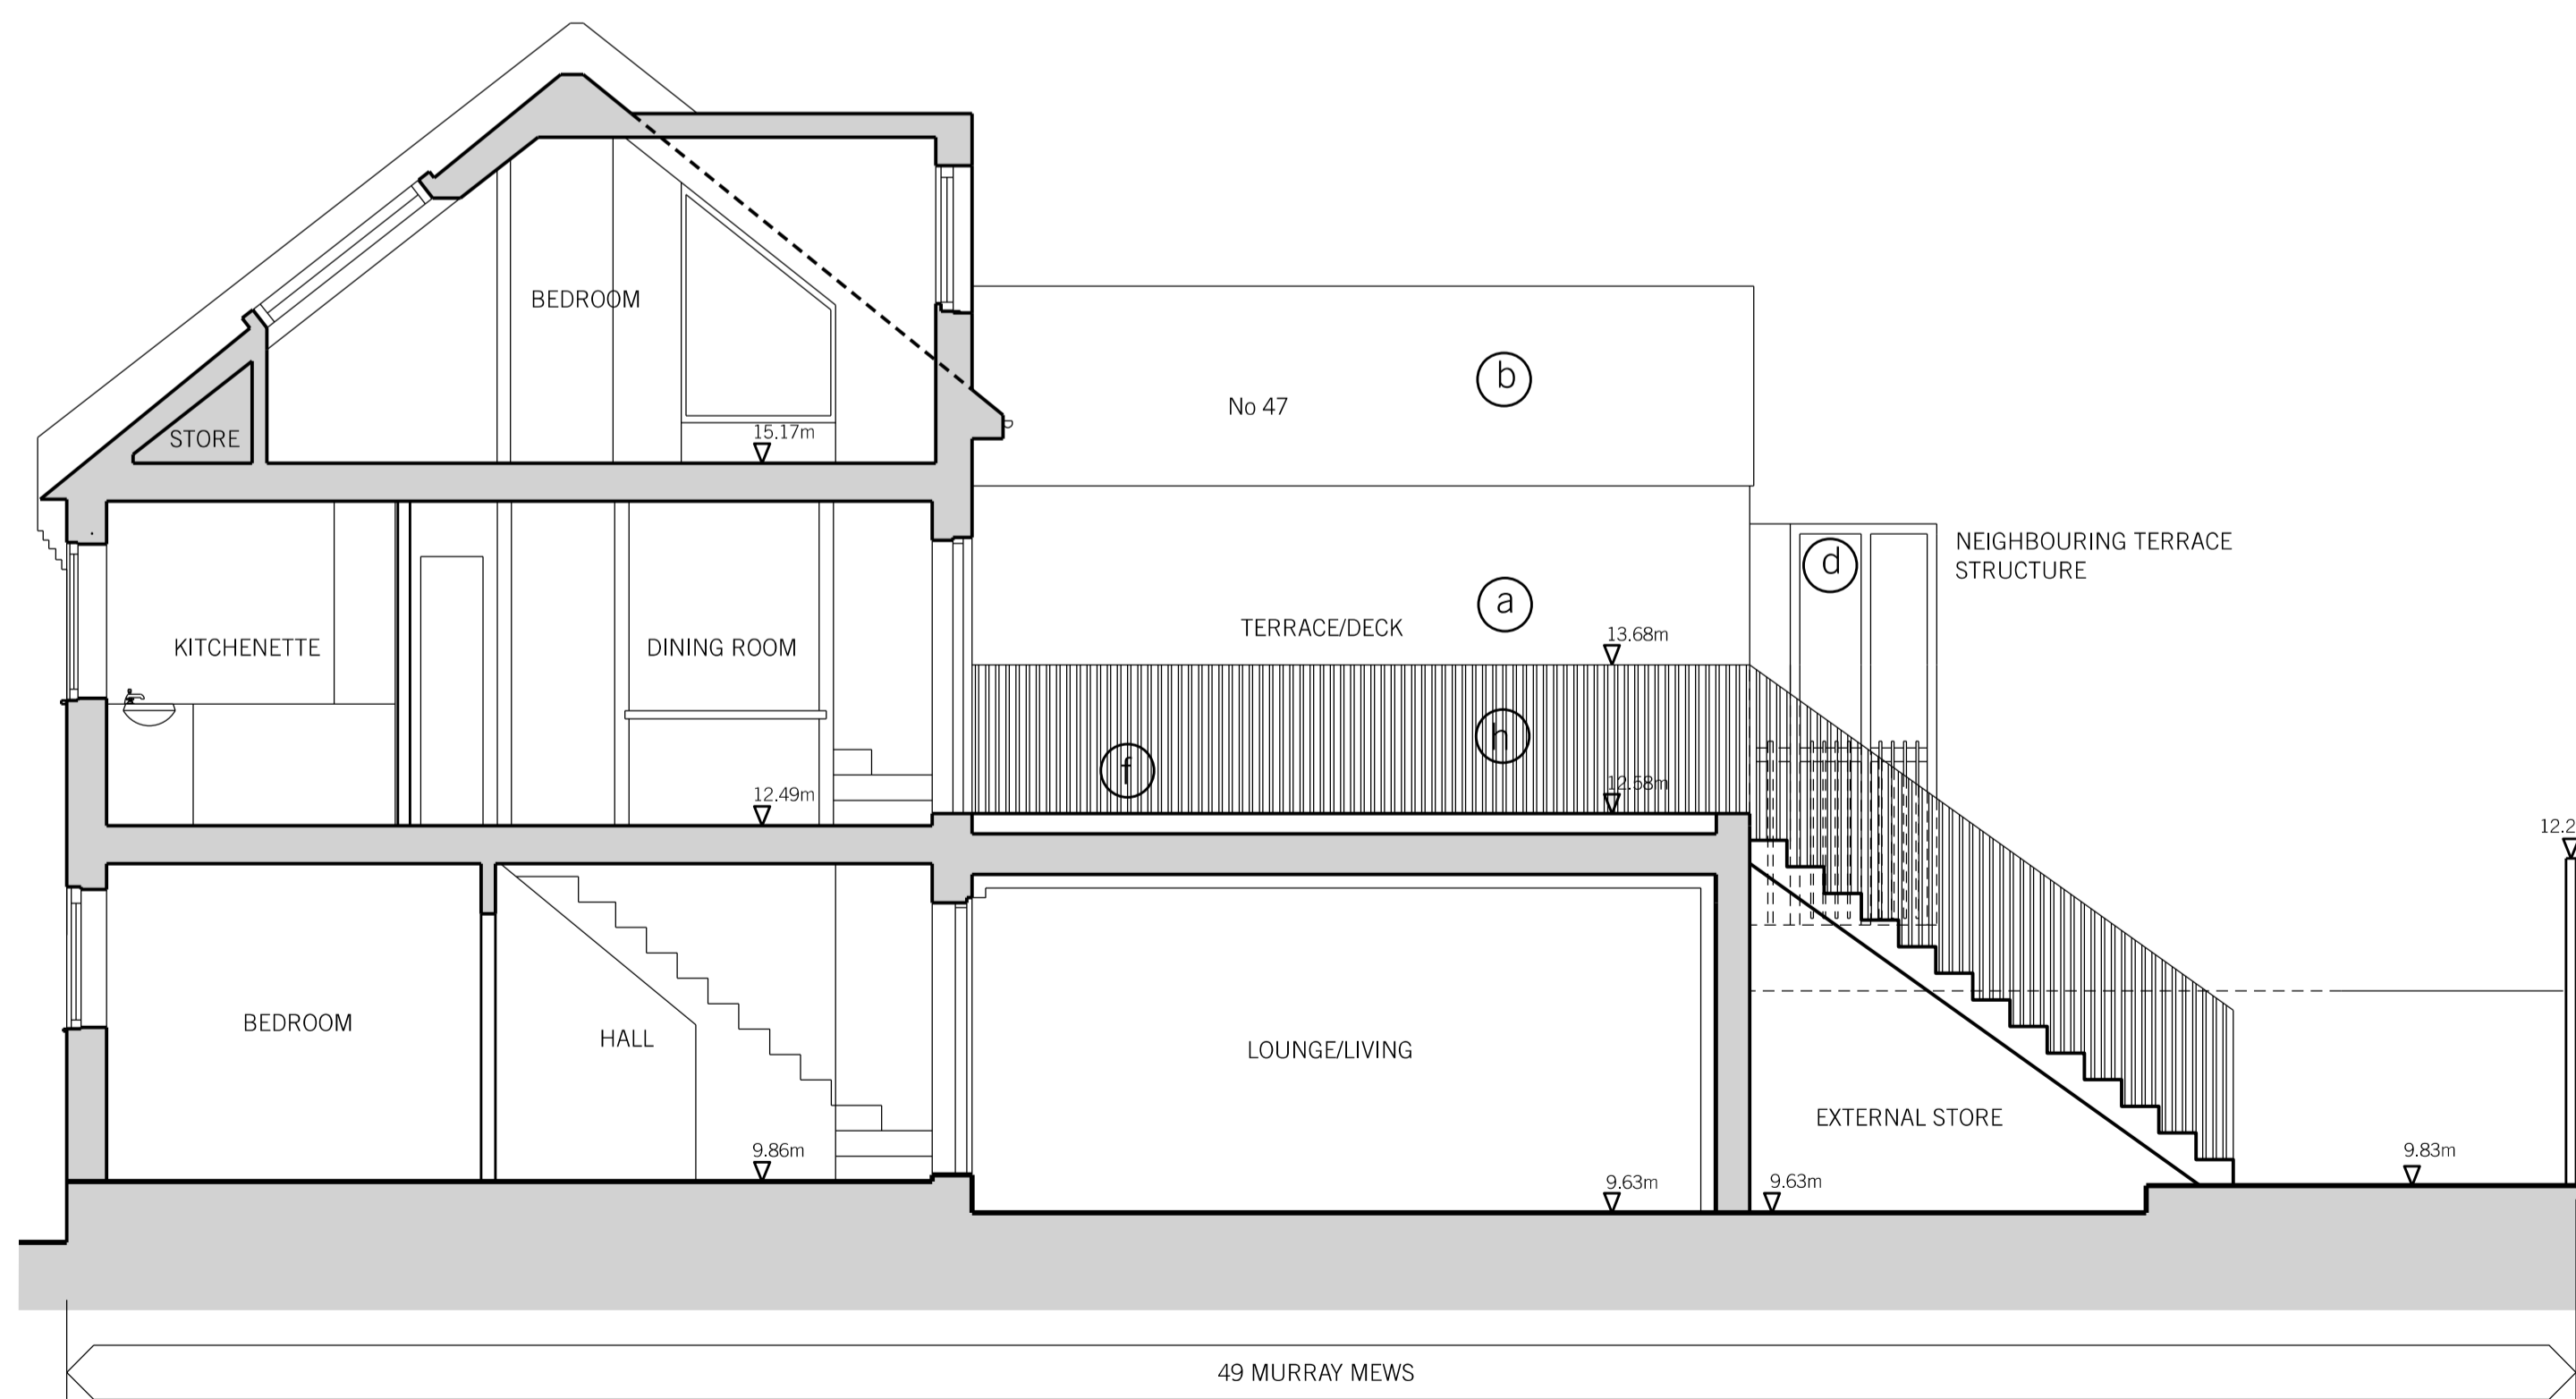 BEDROOM
b
No 47
15.17m
STORE
NEIGHBOURING TERRACE
STRUCTURE
d
a
TERRACE/DECK
13.68m
KITCHENETTE
DINING ROOM
h
f
12.49m
12.58m
12.2
BEDROOM
HALL
LOUNGE/LIVING
EXTERNAL STORE
9.86m
9.63m
9.63m
9.83m
49 MURRAY MEWS